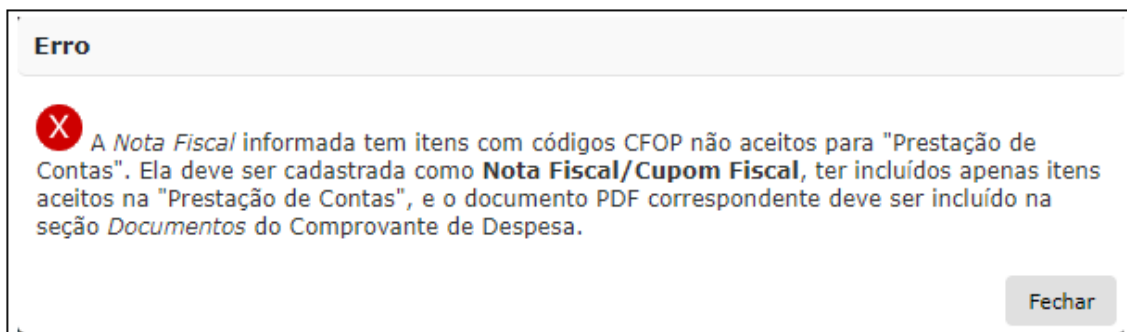 Erro
X A Nota Fiscal informada tem itens com códigos CFOP não aceitos para "Prestação de
Contas". Ela deve ser cadastrada como Nota Fiscal/Cupom Fiscal, ter incluídos apenas itens
aceitos na "Prestação de Contas", e o documento PDF correspondente deve ser incluído na
seção Documentos do Comprovante de Despesa.
Fechar